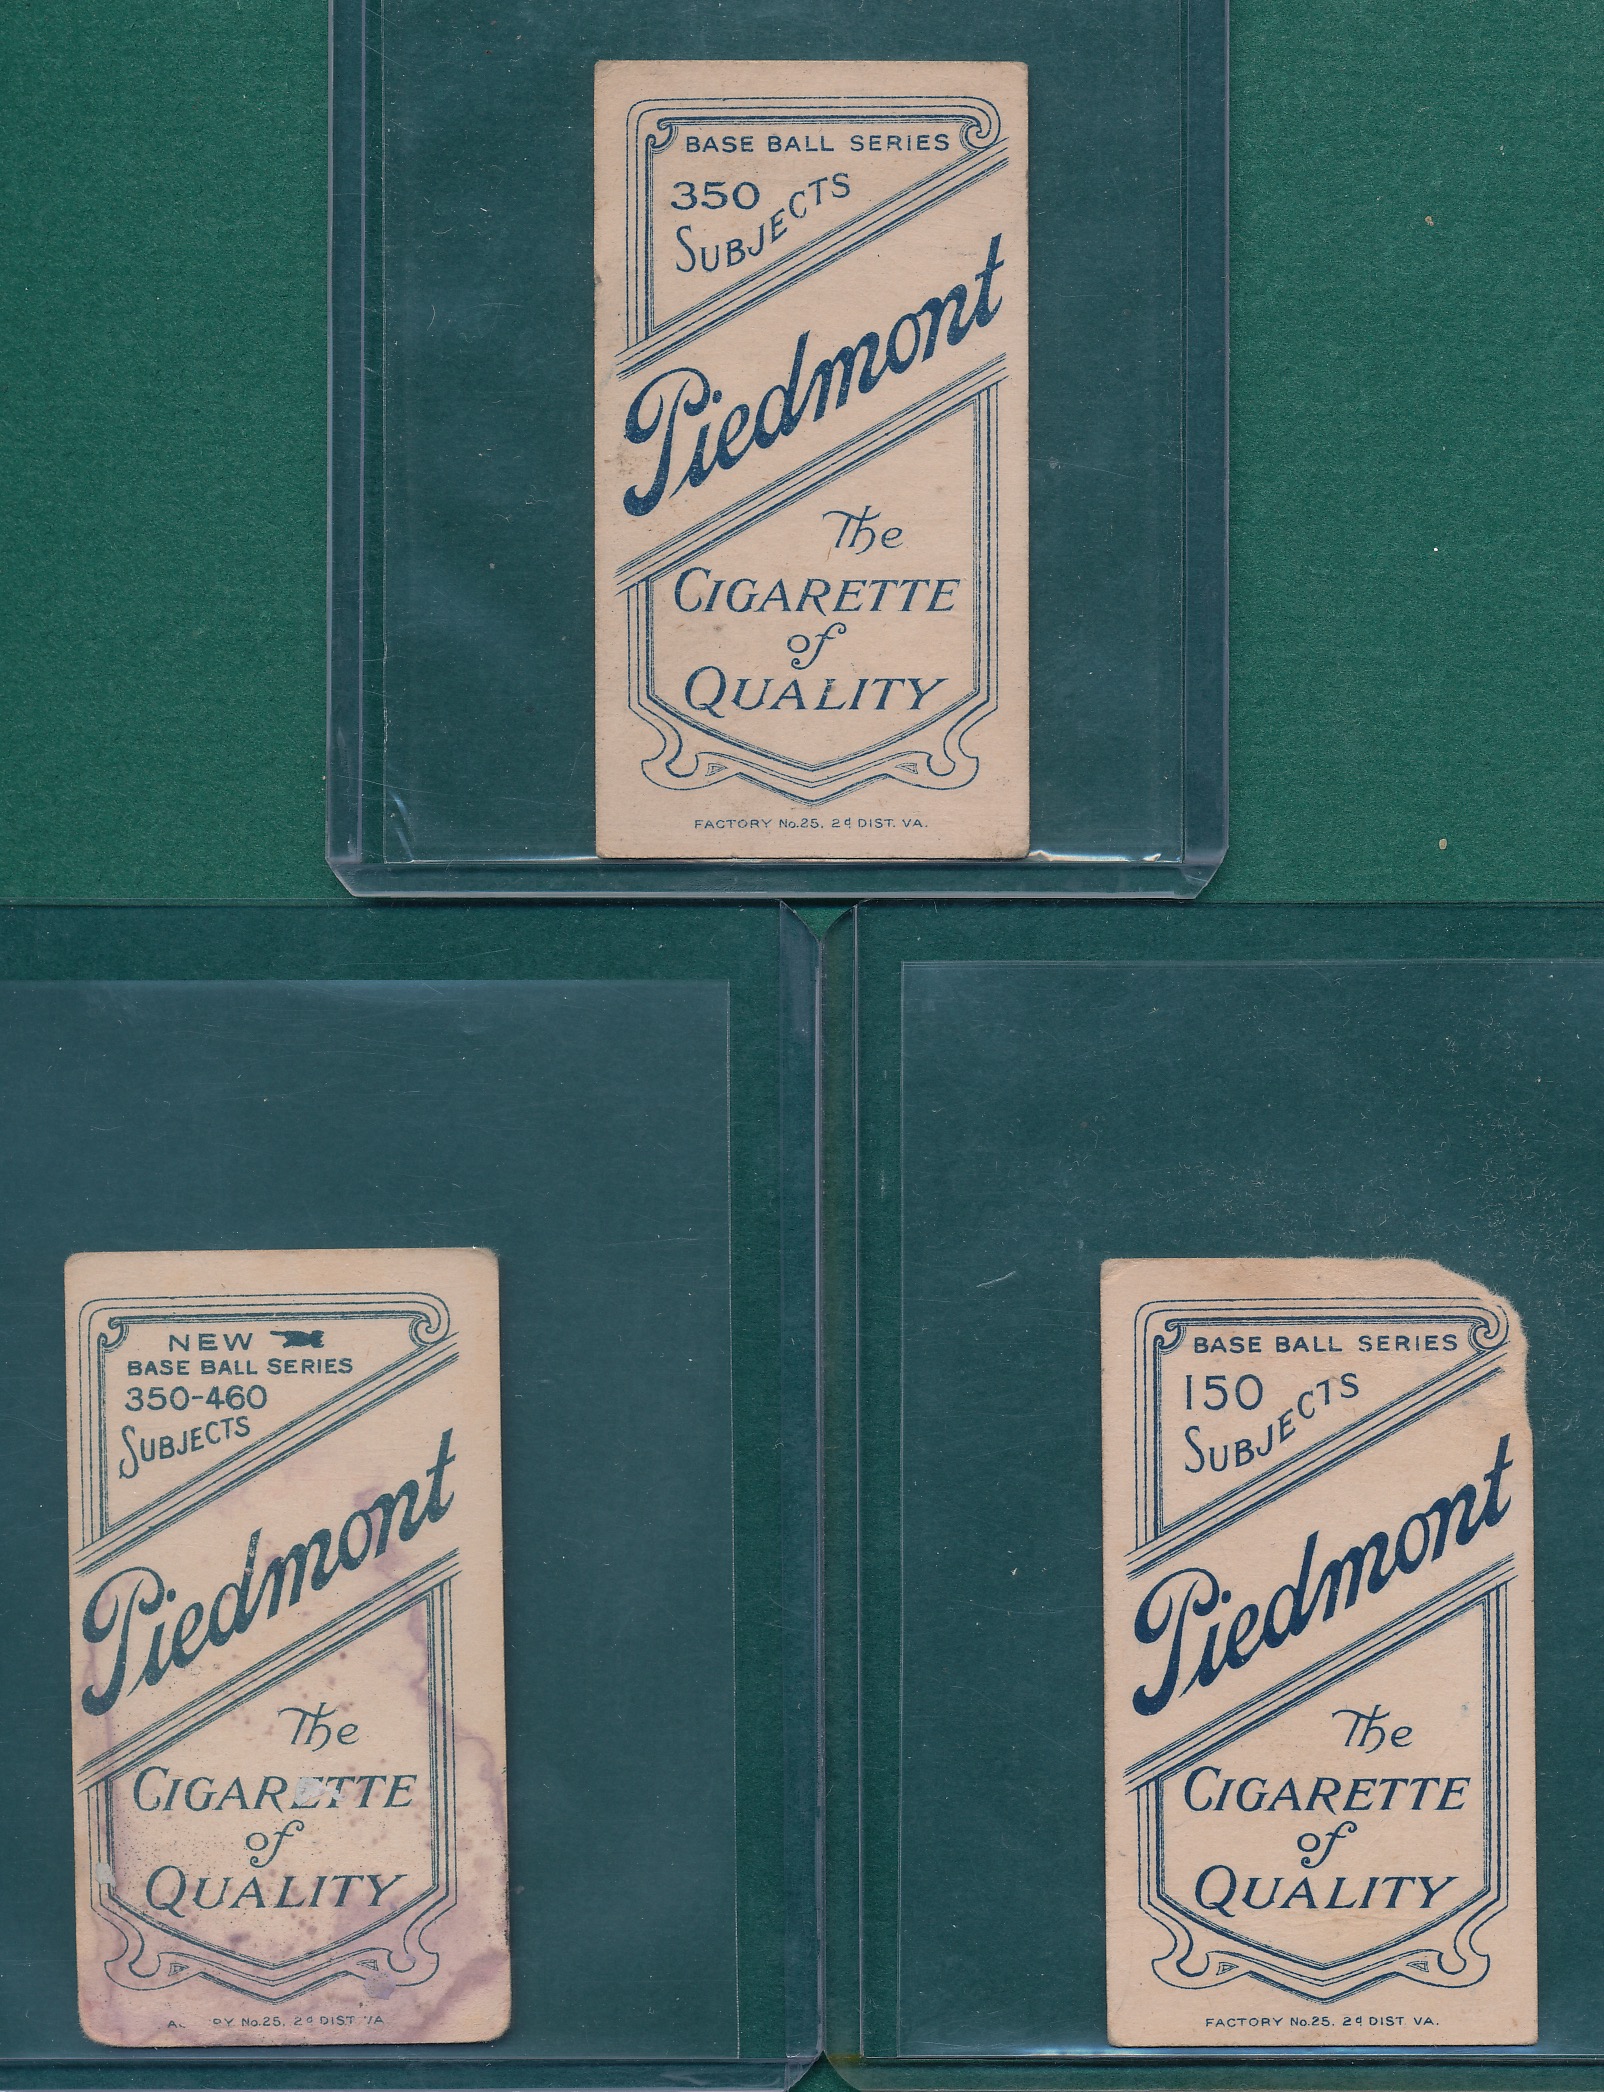 BASE BALL SERIES
350
SUBJECTS
Piedmont
The
CIGARETTE
of
QUALITY
FACTORY No.25, 2d DIST. VA.
NEW
BASE BALL SERIES
350-460
SUBJECTS
Piedmont
The
CIGARETTE
of
QUALITY
No.25, 2d DIST VA
BASE BALL SERIES
150
SUBJECTS
Piedmont
The
CIGARETTE
of
QUALITY
FACTORY No.25, 2d DIST. VA.